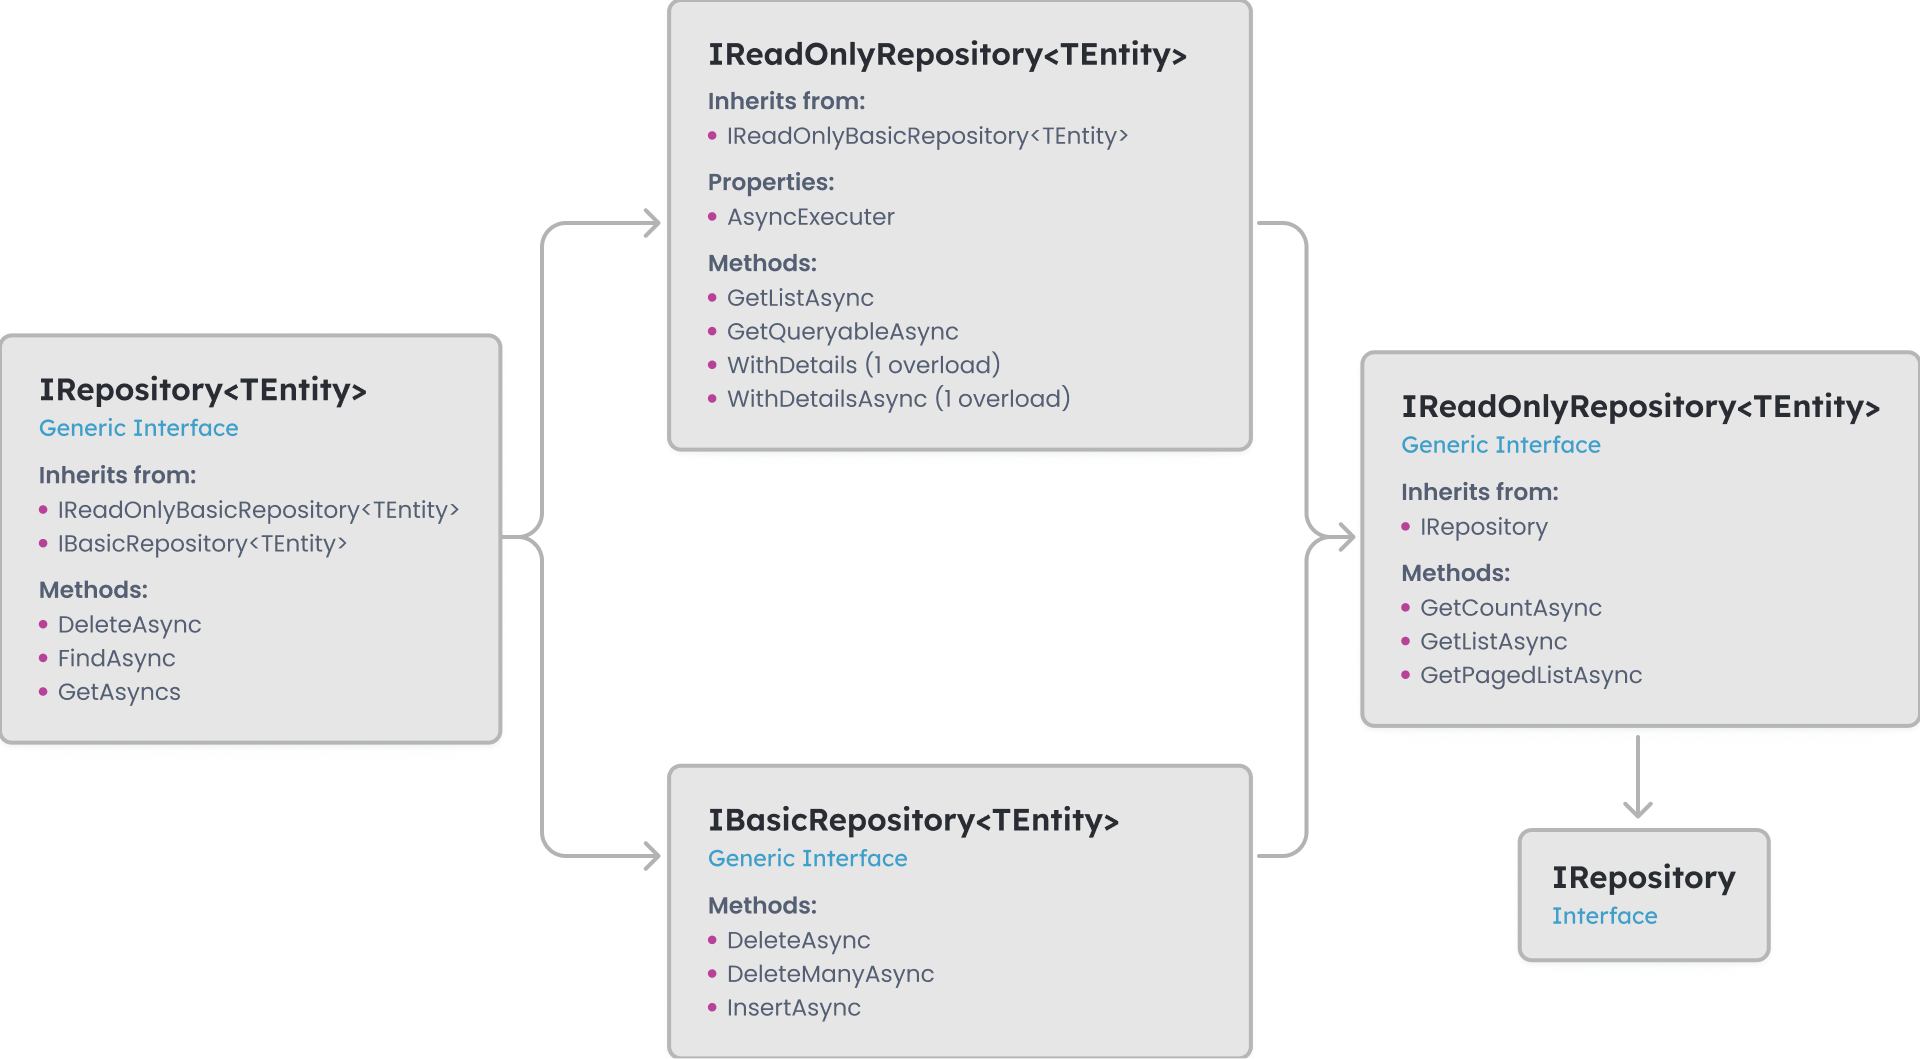 IRepository<TEntity>
Generic Interface
Inherits from:
IReadOnlyBasicRepository<TEntity>
IBasicRepository<TEntity>
Methods:
DeleteAsync
FindAsync
GetAsyncs
IReadOnlyRepository<TEntity>
Inherits from:
IReadOnlyBasicRepository<TEntity>
Properties:
AsyncExecuter
Methods:
GetListAsync
GetQueryableAsync
WithDetails (1 overload)
WithDetailsAsync (1 overload)
IBasicRepository<TEntity>
Generic Interface
Methods:
DeleteAsync
DeleteManyAsync
InsertAsync
IReadOnlyRepository<TEntity>
Generic Interface
Inherits from:
IRepository
Methods:
GetCountAsync
GetListAsync
GetPagedListAsync
IRepository
Interface